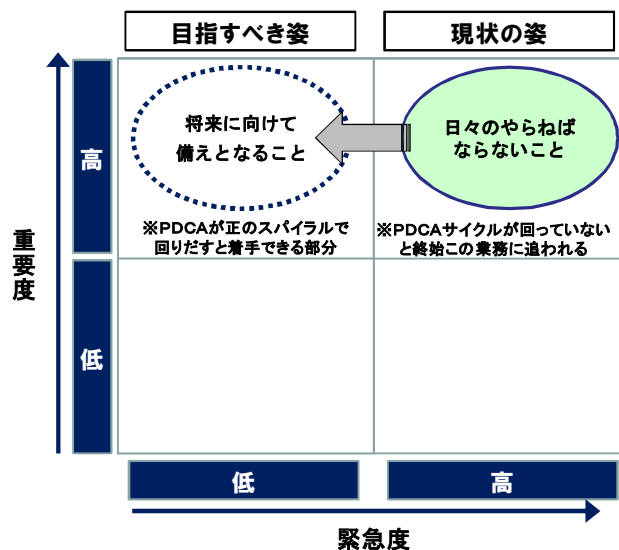 目指すべき姿
現状の姿
高
将来に向けて
備えとなること
日々のやらねば
ならないこと
※PDCAが正のスパイラルで
回りだすと着手できる部分
※PDCAサイクルが回っていない
と終始この業務に追われる
重要度
低
低
高
緊急度